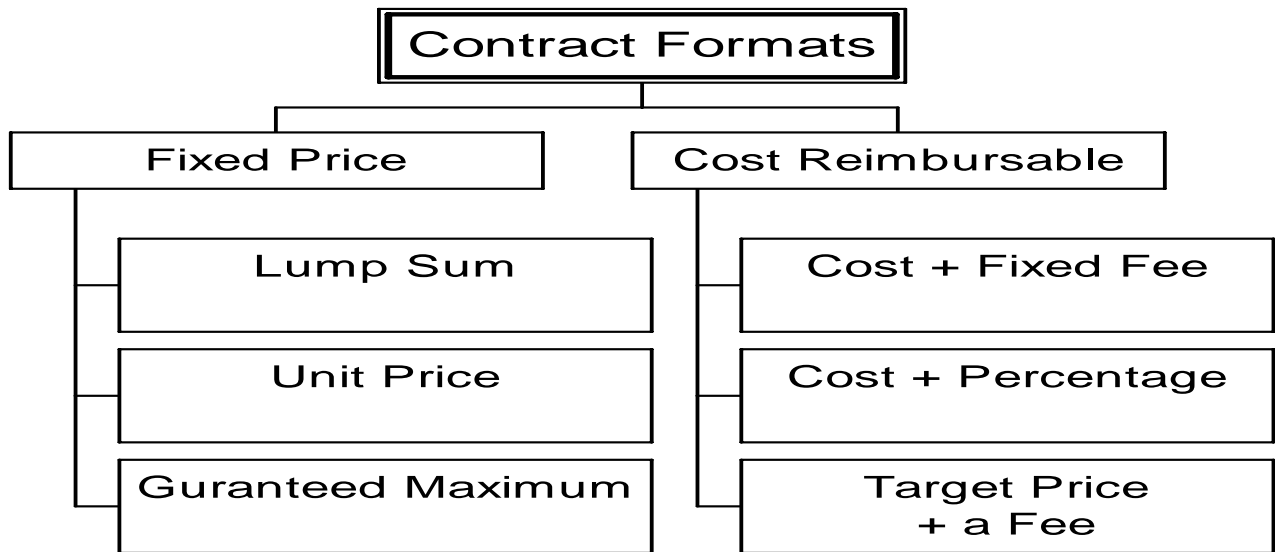 Contract Formats
Fixed Price
Cost Reimbursable
Lump Sum
Cost + Fixed Fee
Unit Price
Cost + Percentage
Guranteed Maximum
Target Price
+ a Fee